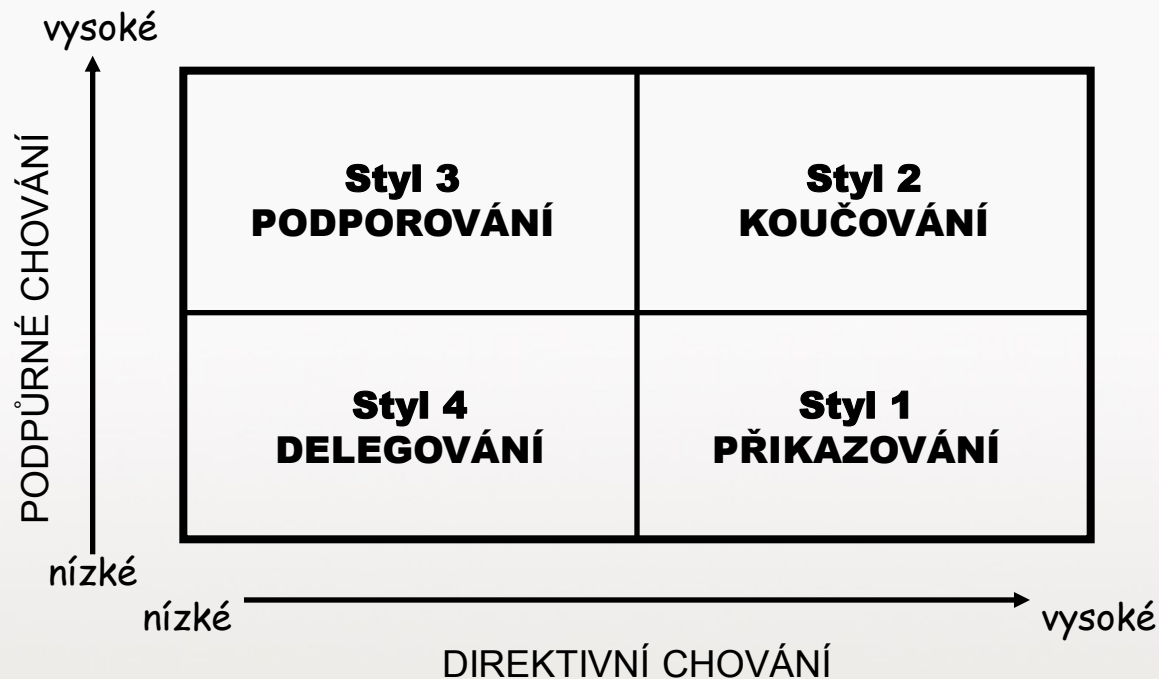 vysoké
PODPŮRNÉ CHOVÁNÍ
Styl 3
PODPOROVÁNÍ
Styl 2
KOUČOVÁNÍ
Styl 4
DELEGOVÁNÍ
Styl 1
PŘIKAZOVÁNÍ
nízké
nízké
vysoké
DIREKTIVNÍ CHOVÁNÍ